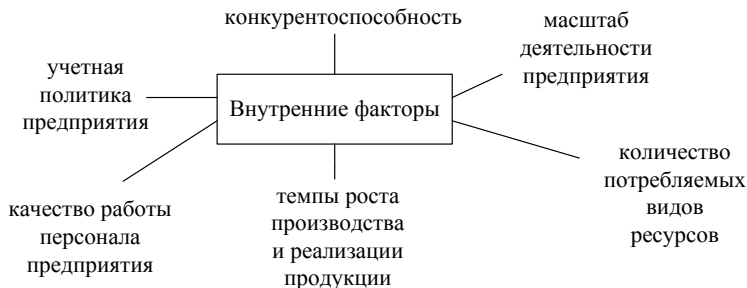 конкурентоспособность
масштаб
деятельности
предприятия
учетная
политика
предприятия
Внутренние факторы
количество
потребляемых
видов
ресурсов
темпы роста
производства
и реализации
продукции
качество работы
персонала
предприятия